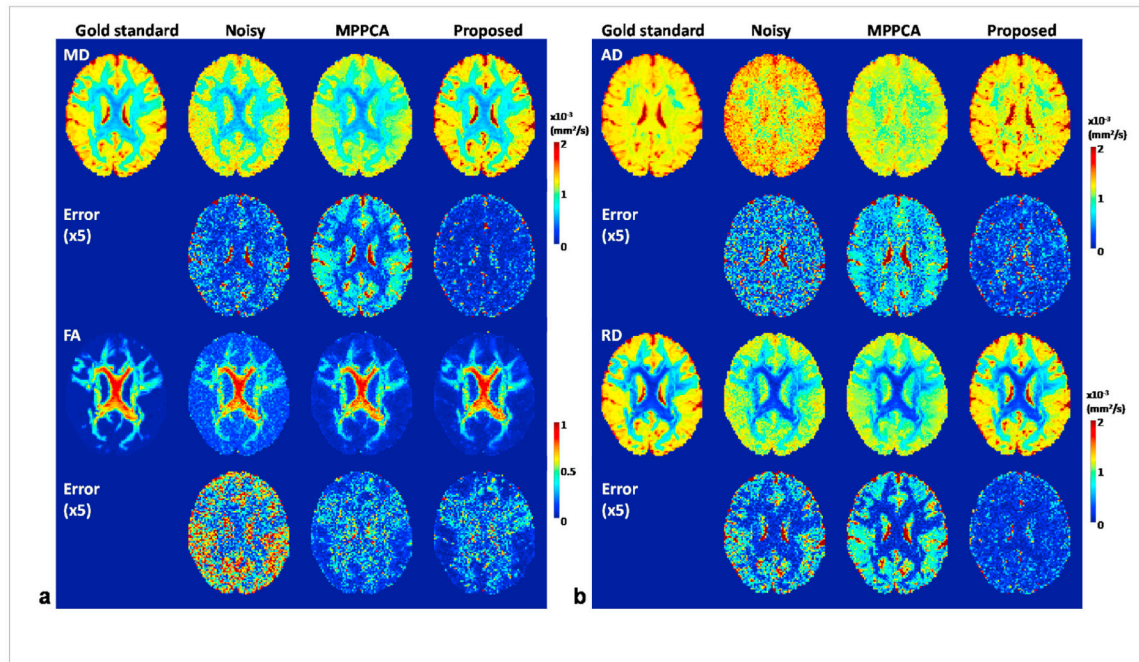 Gold standard Noisy MPPCA Proposed
MD
x10-3
(mm2/s)
2
1
0
Error
(x5)
FA
1
0.5
0
Error
(x5)
a
Gold standard Noisy MPPCA Proposed
AD
x10-3
(mm2/s)
2
1
0
Error
(x5)
RD
x10-3
(mm2/s)
2
1
0
Error
(x5)
b